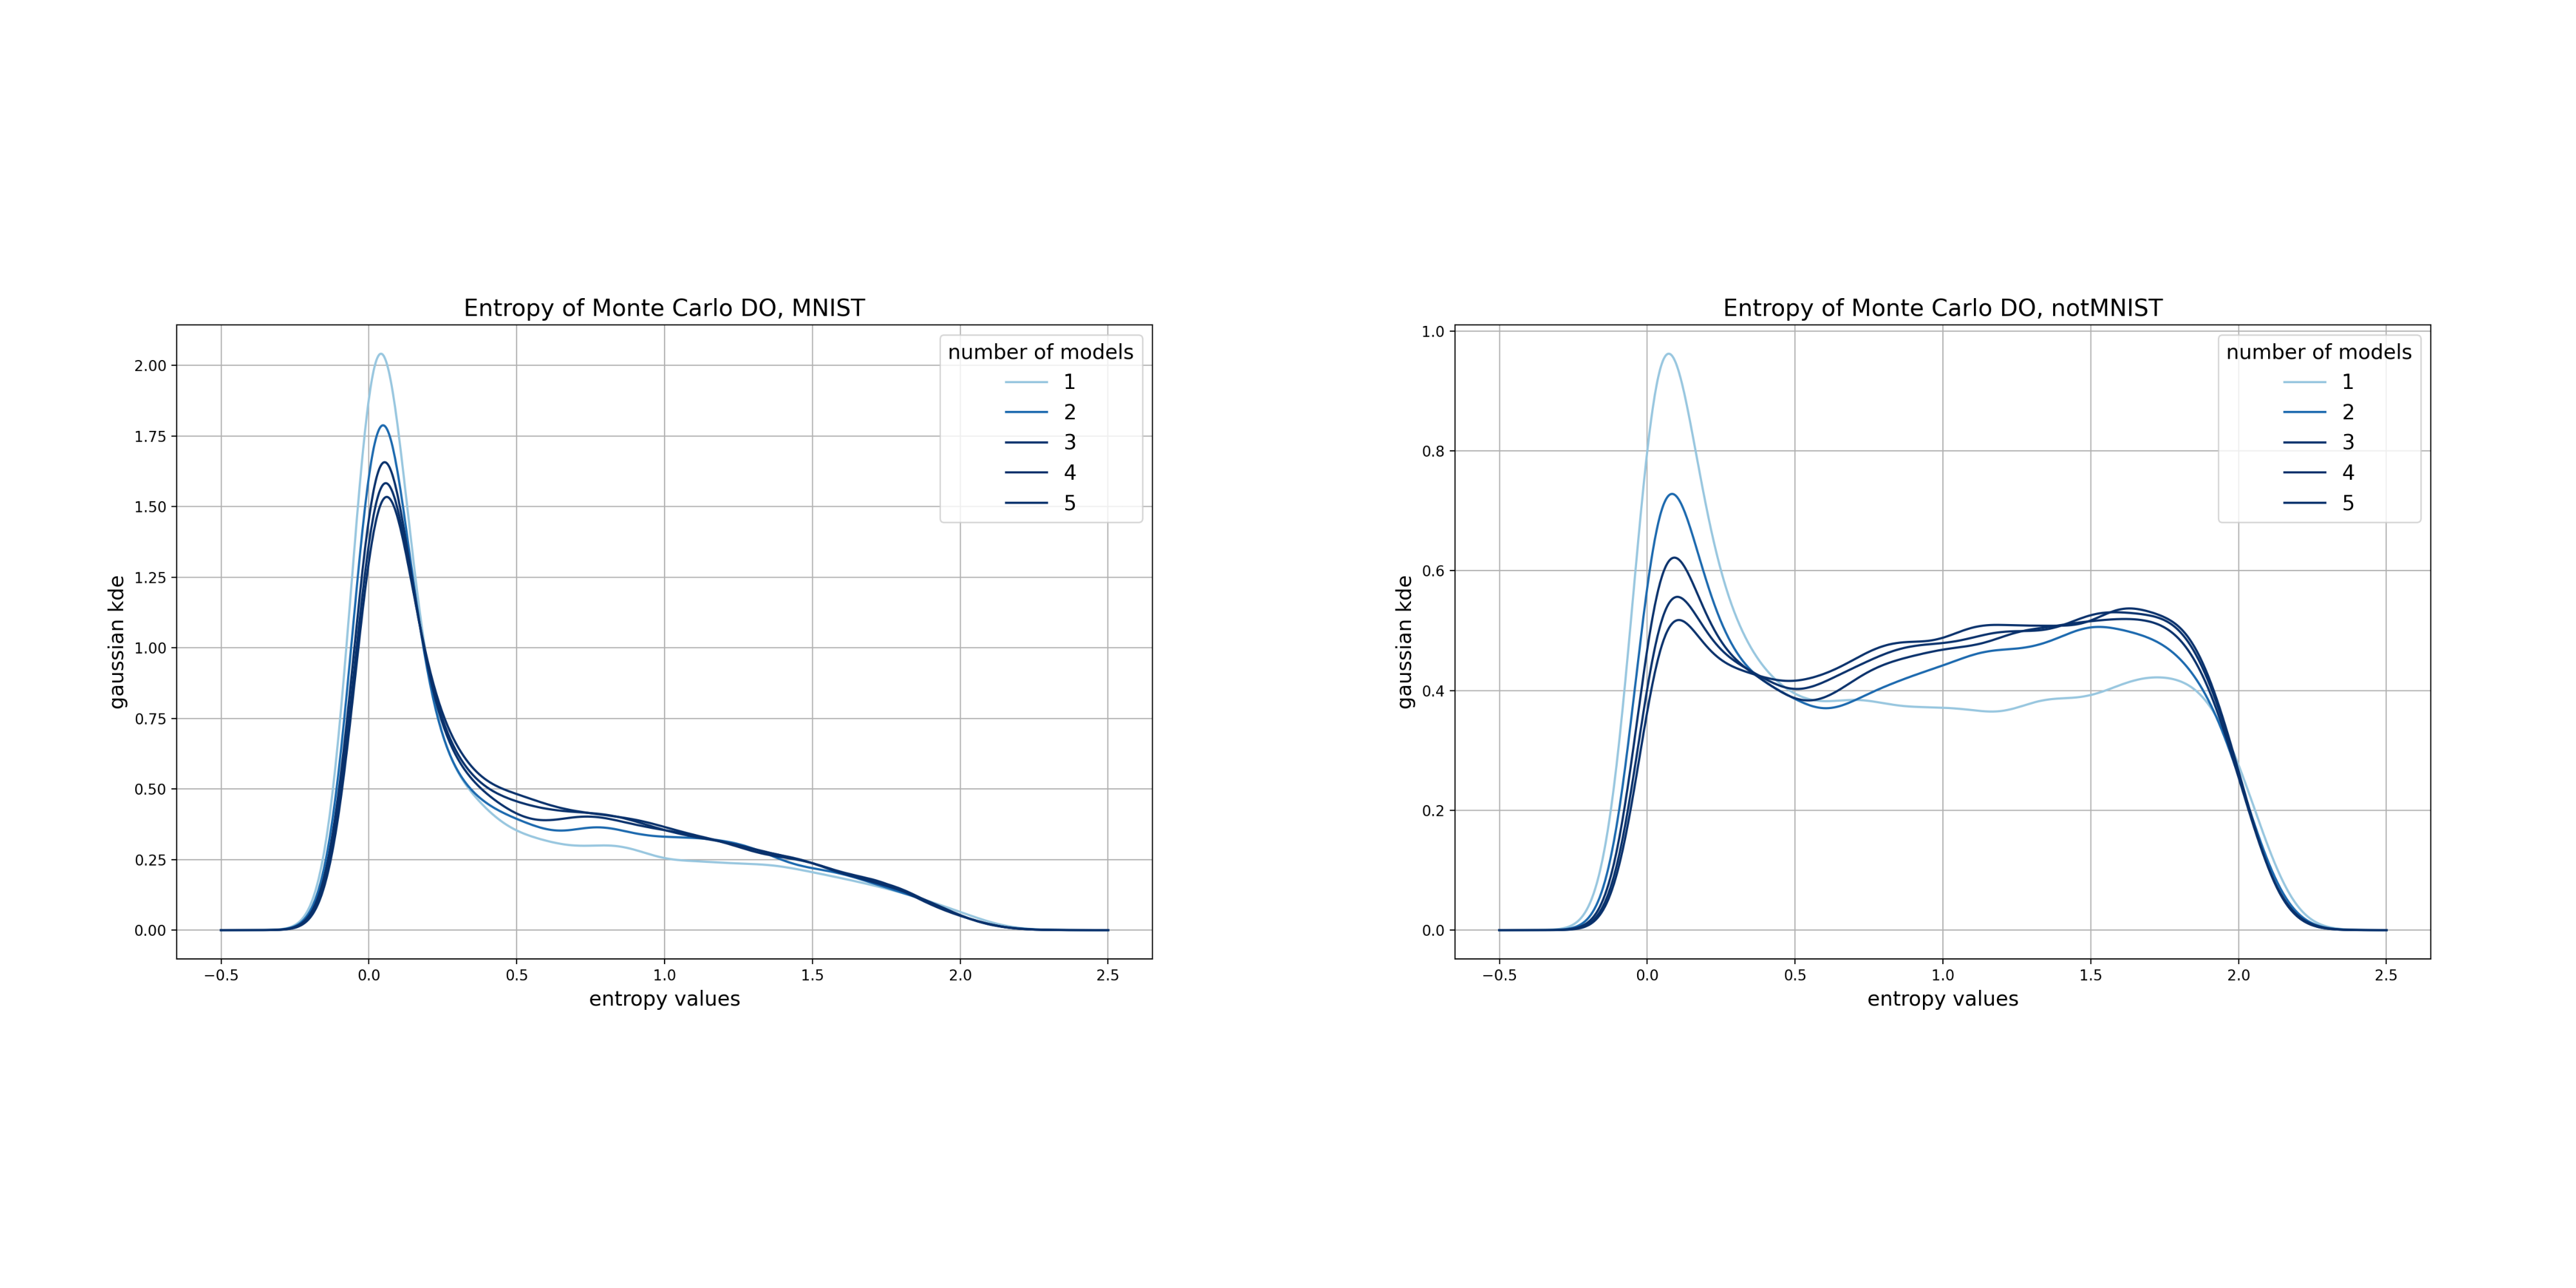 Entropy of Monte Carlo DO, MNIST
gaussian kde
2.00
1.75
1.50
1.25
1.00
0.75
0.50
0.25
0.00
−0.5 0.0 0.5 1.0 1.5 2.0 2.5
entropy values
number of models
1
2
3
4
5
Entropy of Monte Carlo DO, notMNIST
gaussian kde
1.0
0.8
0.6
0.4
0.2
0.0
−0.5 0.0 0.5 1.0 1.5 2.0 2.5
entropy values
number of models
1
2
3
4
5